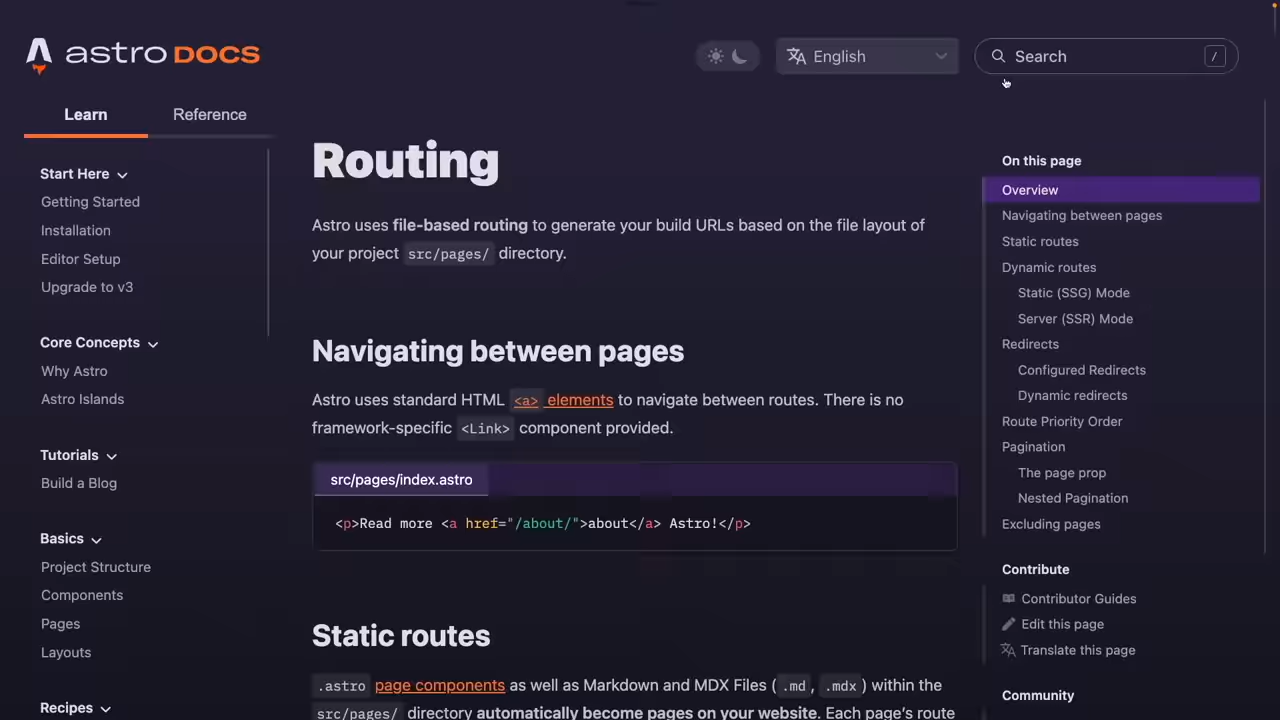 astro DOCS
English
Search
/
Learn
Reference
Start Here
Getting Started
Installation
Editor Setup
Upgrade to v3
Core Concepts
Why Astro
Astro Islands
Tutorials
Build a Blog
Basics
Project Structure
Components
Pages
Layouts
Recipes
Routing
Astro uses file-based routing to generate your build URLs based on the file layout of
your project src/pages/ directory.
Navigating between pages
Astro uses standard HTML <a> elements to navigate between routes. There is no
framework-specific <Link> component provided.
src/pages/index.astro
<p>Read more <a href="/about/">about</a> Astro!</p>
Static routes
.astro page components as well as Markdown and MDX Files ( .md, .mdx ) within the
src/pages/ directory automatically become pages on your website. Each page's route
On this page
Overview
Navigating between pages
Static routes
Dynamic routes
Static (SSG) Mode
Server (SSR) Mode
Redirects
Configured Redirects
Dynamic redirects
Route Priority Order
Pagination
The page prop
Nested Pagination
Excluding pages
Contribute
Contributor Guides
Edit this page
Translate this page
Community